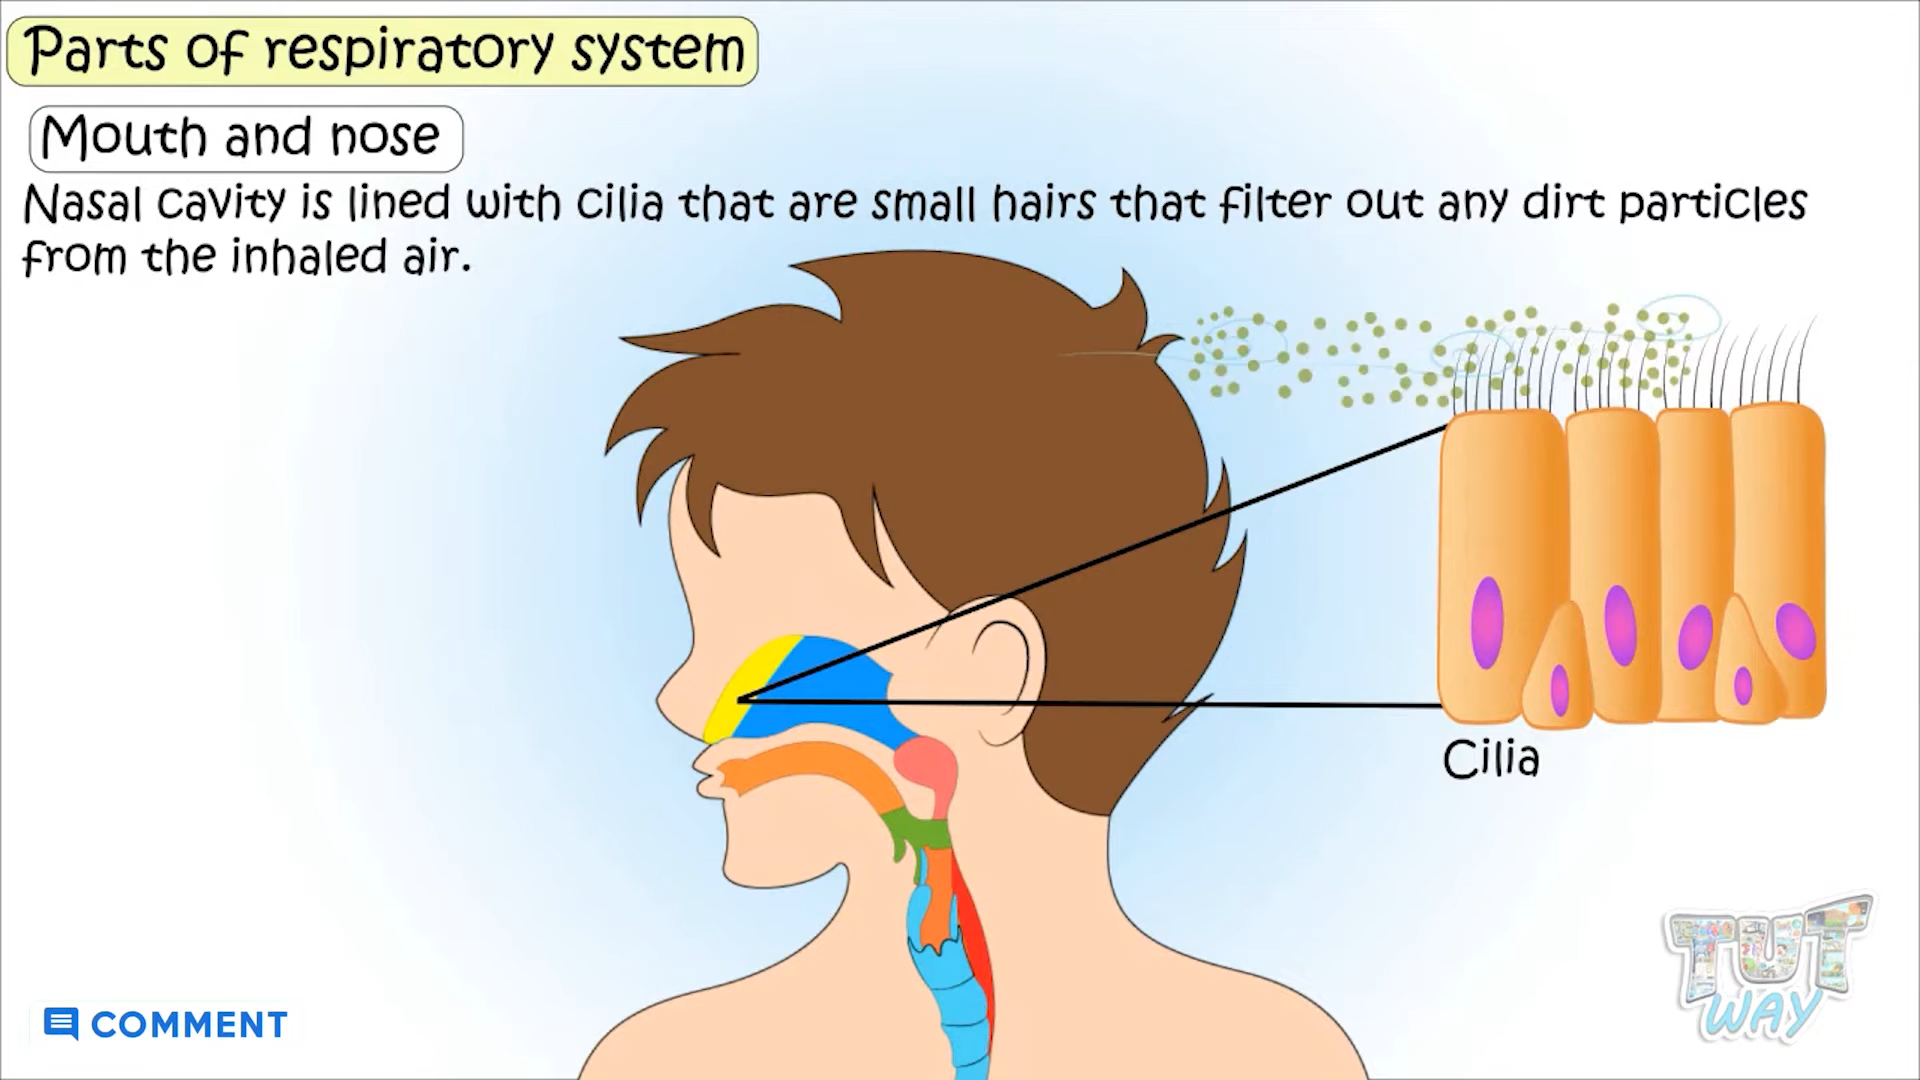 Parts of respiratory system
Mouth and nose
Nasal cavity is lined with cilia that are small hairs that filter out any dirt particles
from the inhaled air.
Cilia
TUT
WAY
COMMENT